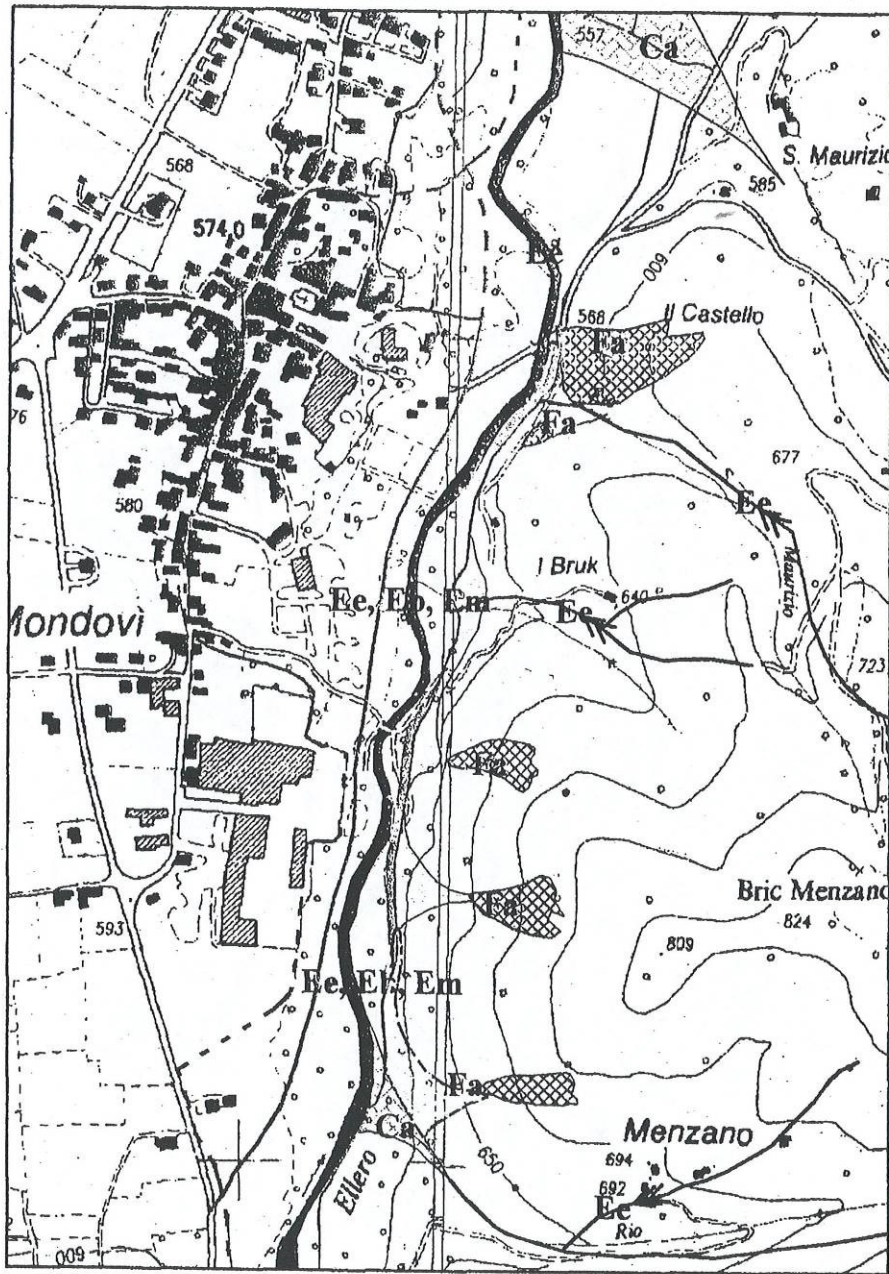 557
Ca
S. Maurizio
568
585
574,0
Ea
600
568
Il Castello
Fa
76
Fa
677
580
Ee
I Bruk
640
Maurizio
Ee, Eb, Em
Ee
Mondovì
723
Fa
Bric Menzano
Fa
824
593
809
Ee, Eb, Em
Fa
Ca
Menzano
Ellero
650
694
692
Ee
Rio
600